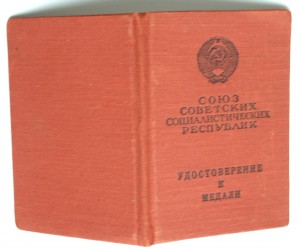 СОЮЗ
СОВЕТСКИХ
СОЦИАЛИСТИЧЕСКИХ
РЕСПУБЛИК
УДОСТОВЕРЕНИЕ
К
МЕДАЛИ